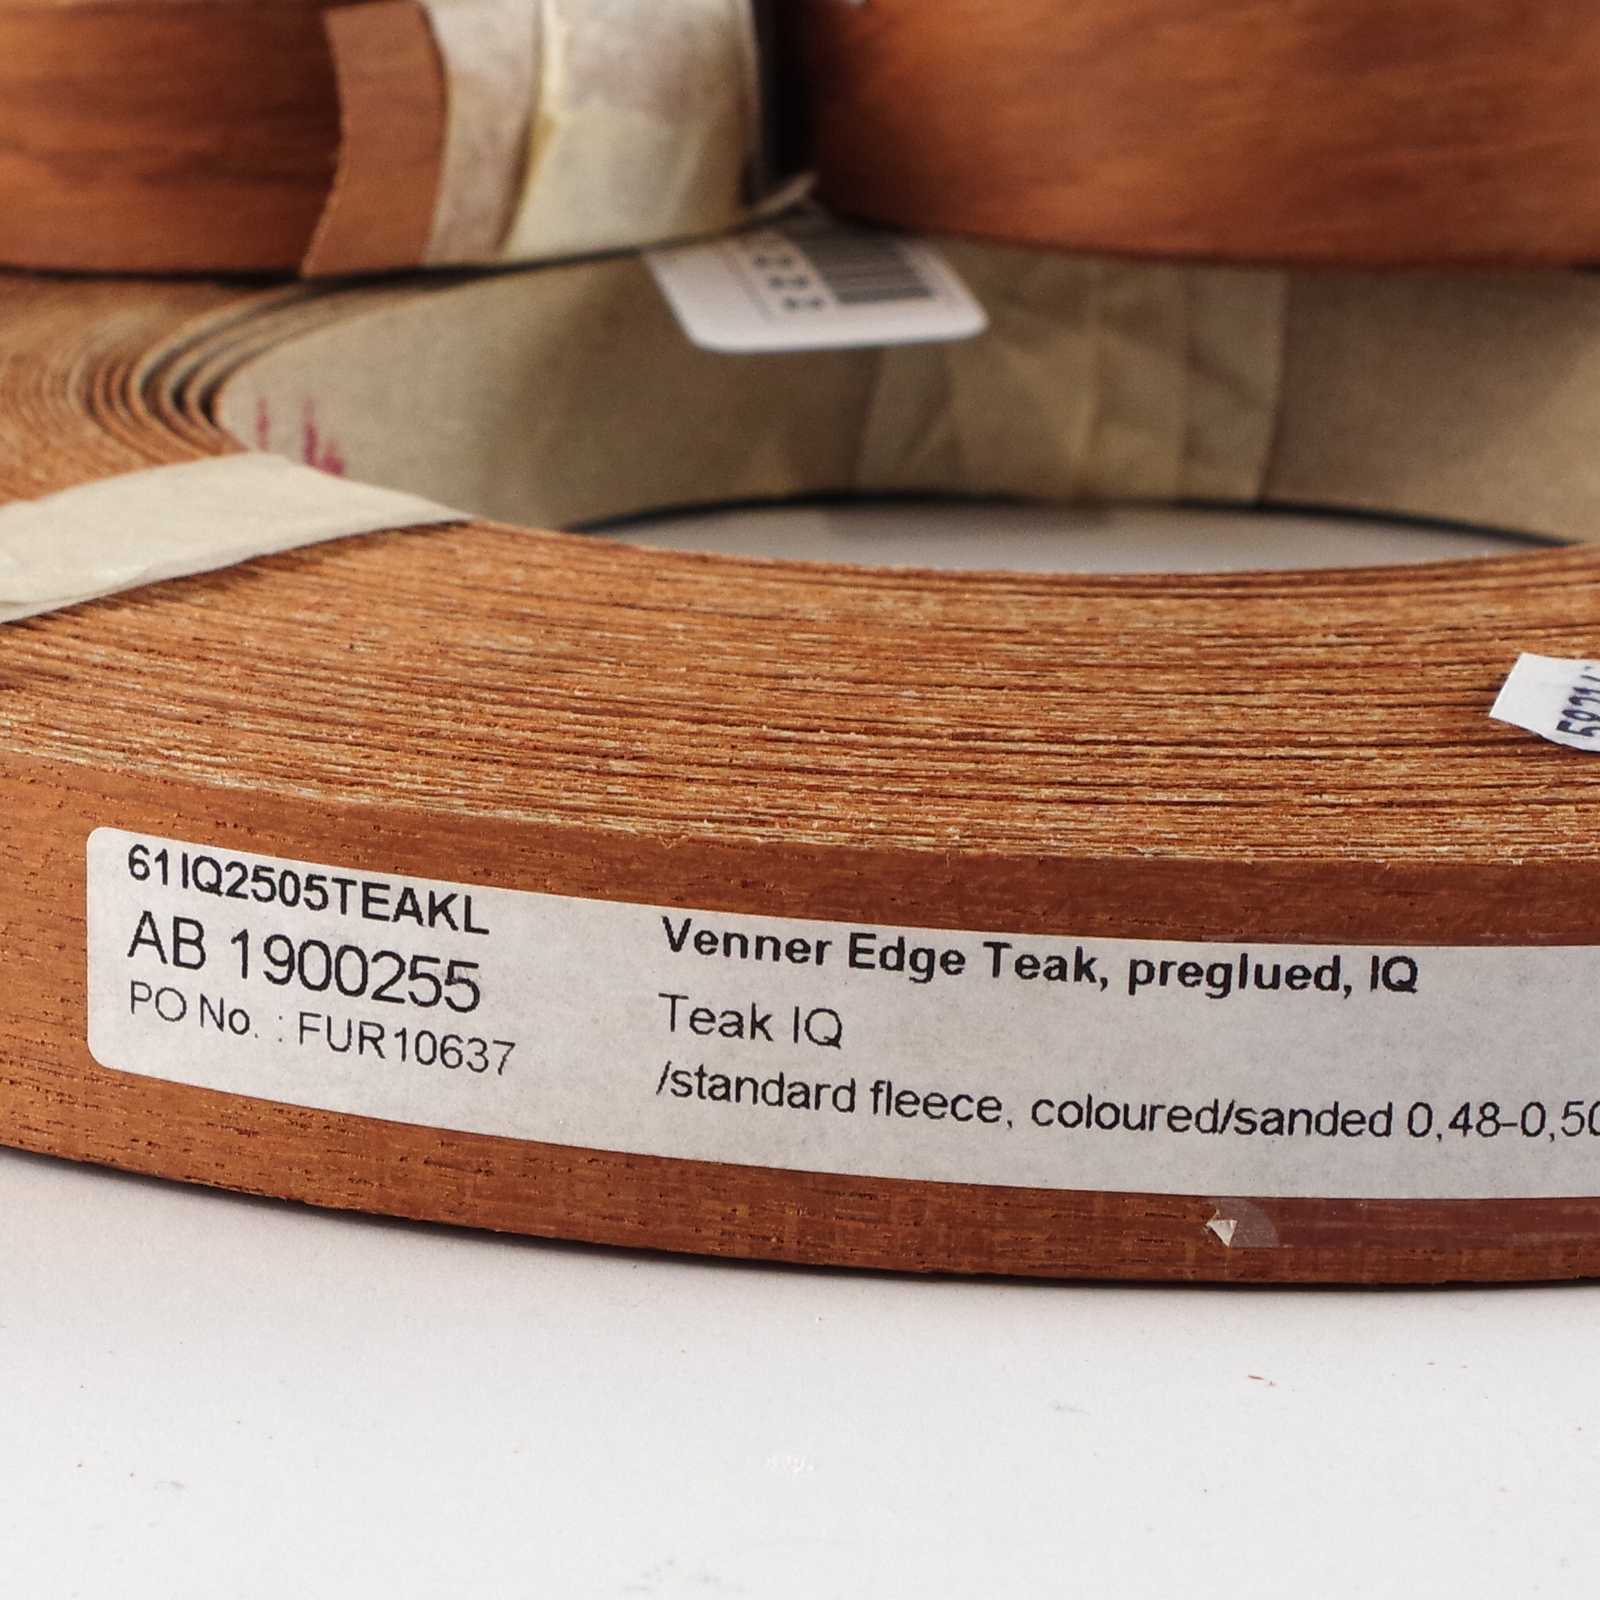 61IQ2505TEAKL
AB 1900255
PO No. : FUR10637
Venner Edge Teak, preglued, IQ
Teak IQ
/standard fleece, coloured/sanded 0,48-0,50